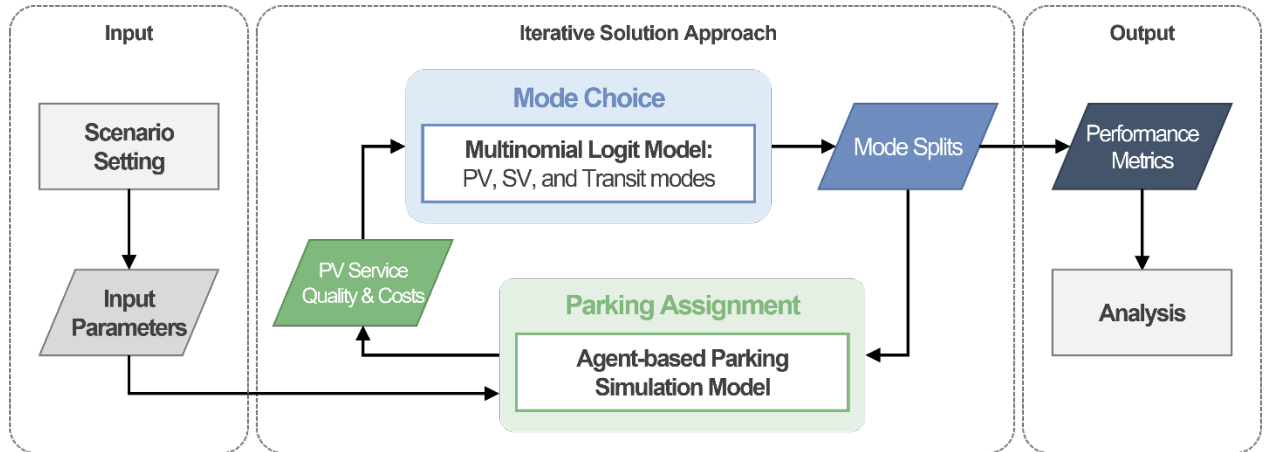 Input
Scenario
Setting
Input
Parameters
Iterative Solution Approach
Mode Choice
Multinomial Logit Model:
PV, SV, and Transit modes
Mode Splits
PV Service
Quality & Costs
Parking Assignment
Agent-based Parking
Simulation Model
Output
Performance
Metrics
Analysis